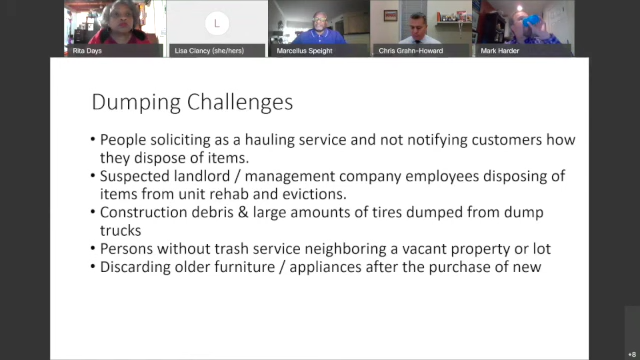 L
Rita Days
Lisa Clancy (she/hers)
Marcellus Speight
Chris Grahn-Howard
Mark Harder
Dumping Challenges
• People soliciting as a hauling service and not notifying customers how
they dispose of items.
• Suspected landlord / management company employees disposing of
items from unit rehab and evictions.
• Construction debris & large amounts of tires dumped from dump
trucks
• Persons without trash service neighboring a vacant property or lot
• Discarding older furniture / appliances after the purchase of new
+8